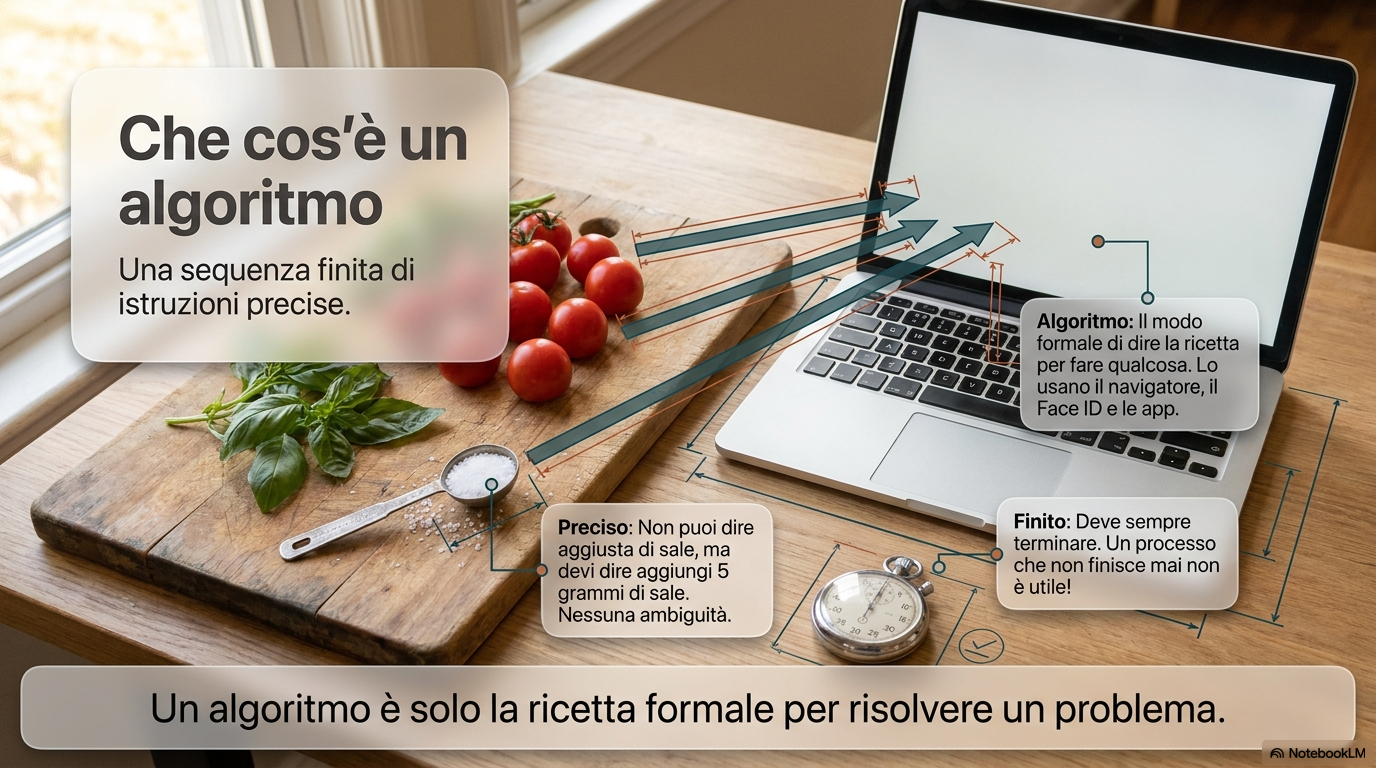 Che cos'è un
algoritmo
Una sequenza finita di
istruzioni precise.
Algoritmo: Il modo
formale di dire la ricetta
per fare qualcosa. Lo
usano il navigatore, il
Face ID e le app.
Preciso: Non puoi dire
aggiusta di sale, ma
devi dire aggiungi 5
grammi di sale.
Nessuna ambiguità.
Finito: Deve sempre
terminare. Un processo
che non finisce mai non
è utile!
Un algoritmo è solo la ricetta formale per risolvere un problema.
NotebookLM